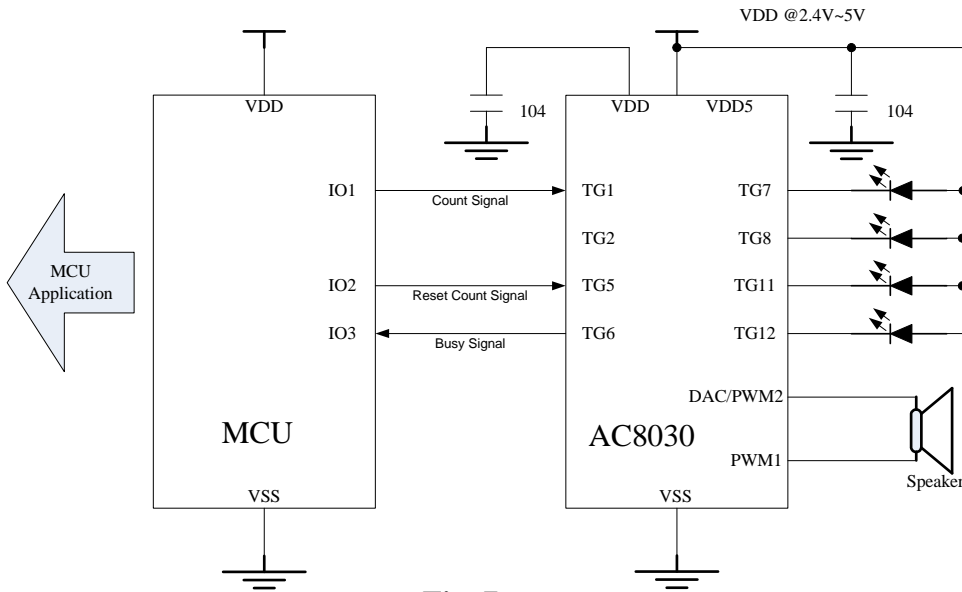 VDD @2.4V~5V
VDD
VDD
VDD5
104
104
IO1
Count Signal
TG1
TG7
TG2
TG8
MCU
Application
IO2
Reset Count Signal
TG5
TG11
IO3
Busy Signal
TG6
TG12
DAC/PWM2
MCU
AC8030
PWM1
Speaker
VSS
VSS